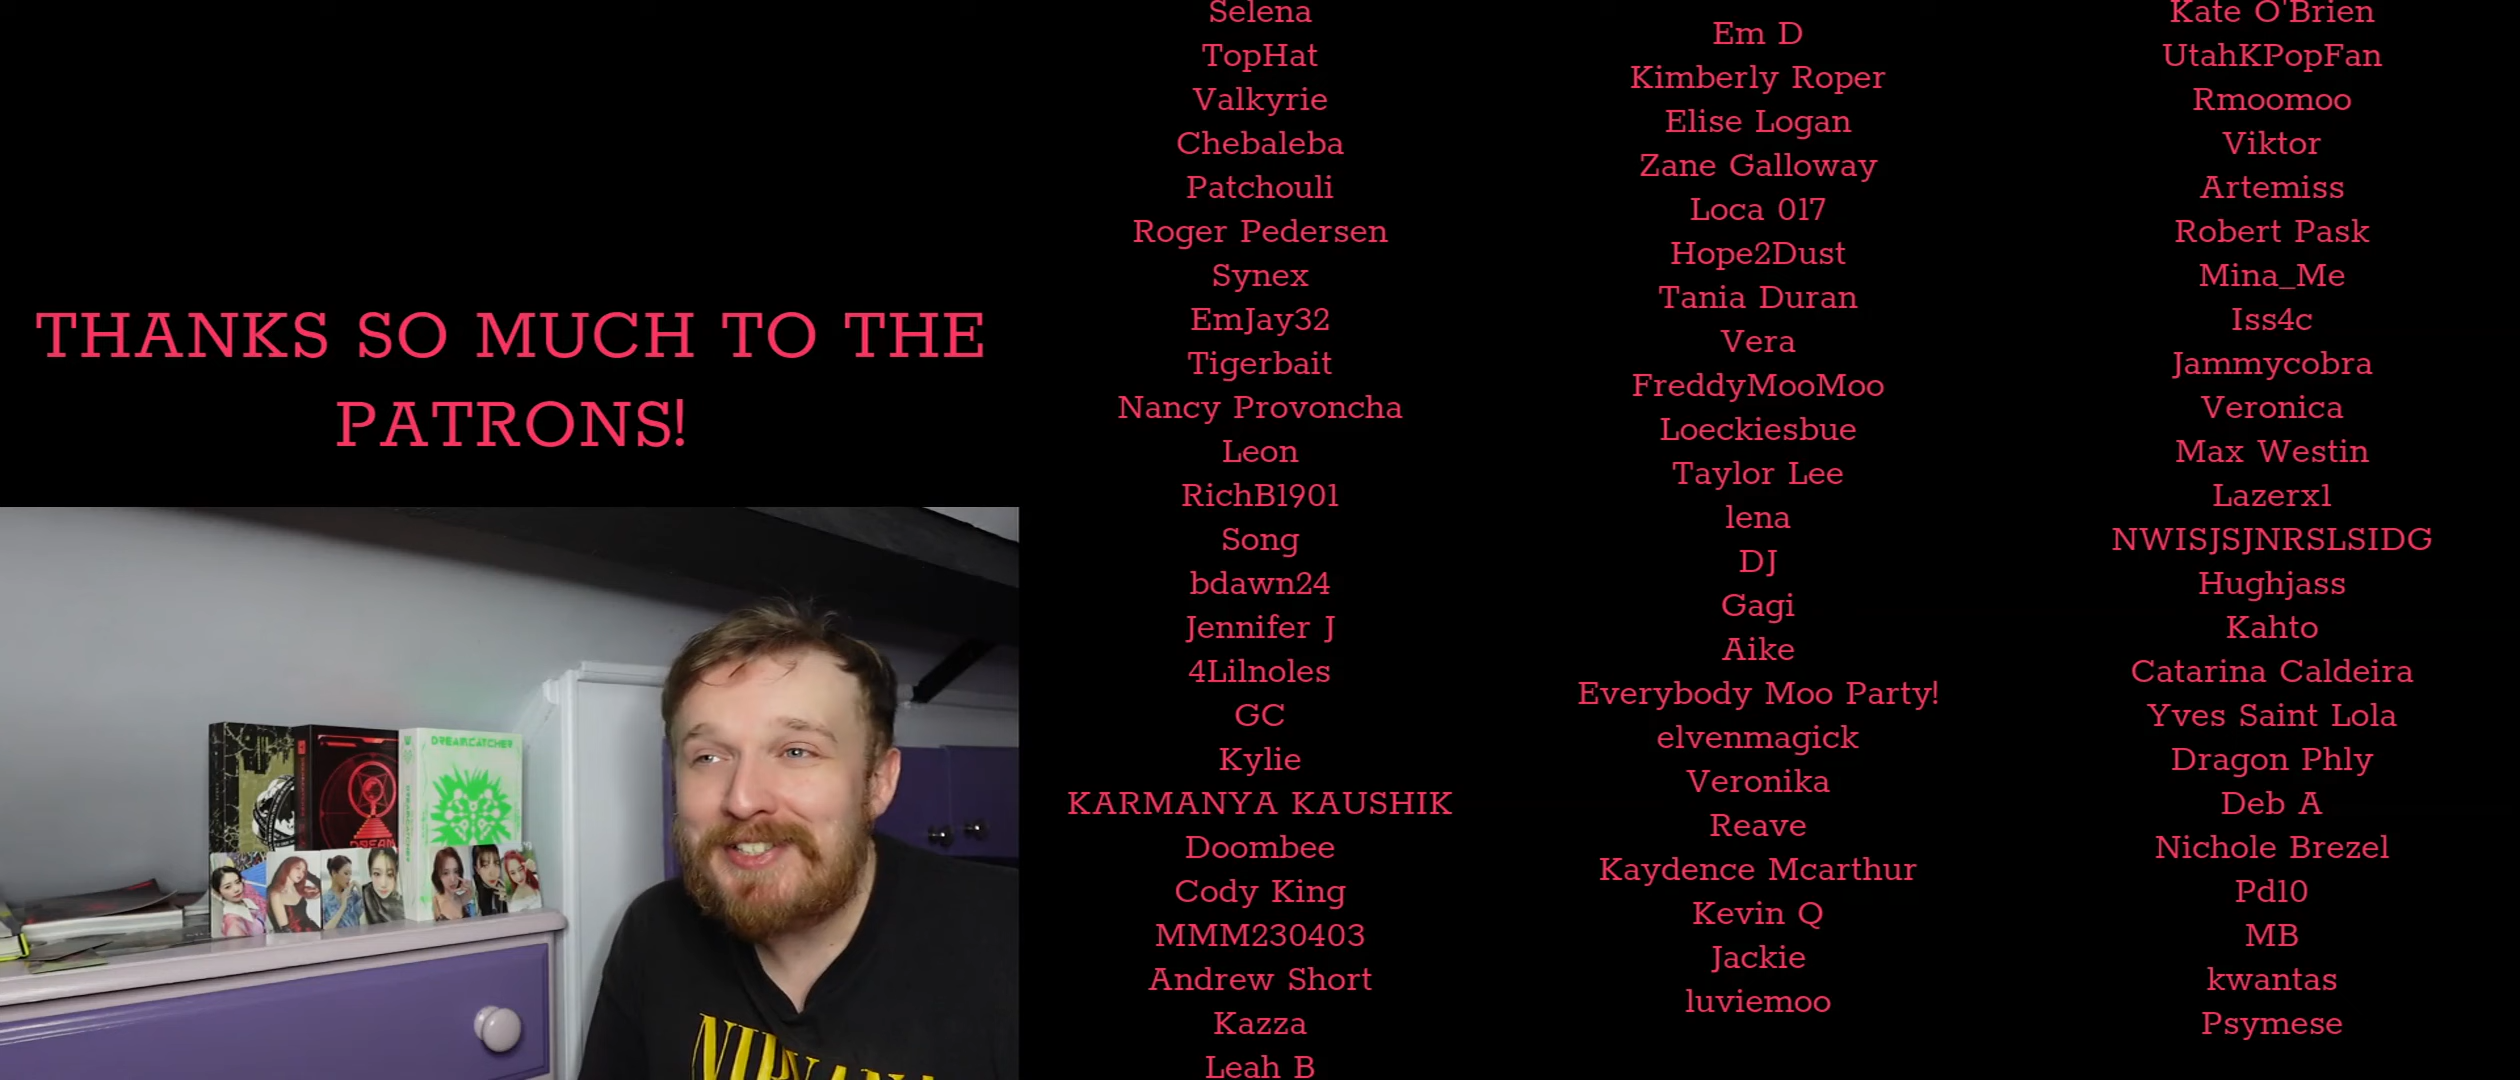 THANKS SO MUCH TO THE
PATRONS!
DREAMCATCHER
DREAM
NIRVANA
Selena
TopHat
Valkyrie
Chebaleba
Patchouli
Roger Pedersen
Synex
EmJay32
Tigerbait
Nancy Provoncha
Leon
RichB1901
Song
bdawn24
Jennifer J
4Lilnoles
GC
Kylie
KARMANYA KAUSHIK
Doombee
Cody King
MMM230403
Andrew Short
Kazza
Leah B
Em D
Kimberly Roper
Elise Logan
Zane Galloway
Loca 017
Hope2Dust
Tania Duran
Vera
FreddyMooMoo
Loeckiesbue
Taylor Lee
lena
DJ
Gagi
Aike
Everybody Moo Party!
elvenmagick
Veronika
Reave
Kaydence Mcarthur
Kevin Q
Jackie
luviemoo
Kate O'Brien
UtahKPopFan
Rmoomoo
Viktor
Artemiss
Robert Pask
Mina_Me
Iss4c
Jammycobra
Veronica
Max Westin
Lazerxl
NWISJSJNRSLSIDG
Hughjass
Kahto
Catarina Caldeira
Yves Saint Lola
Dragon Phly
Deb A
Nichole Brezel
Pd10
MB
kwantas
Psymese